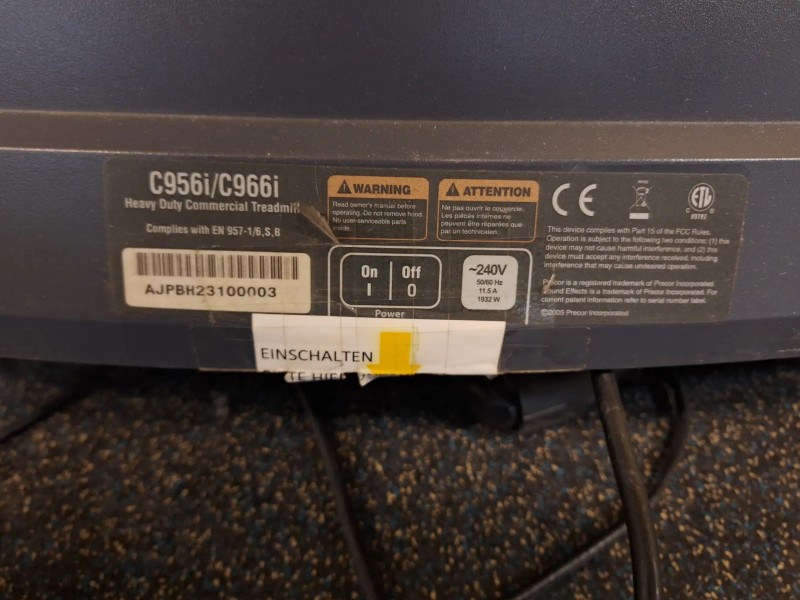 C956i/C966i
Heavy Duty Commercial Treadmill
Complies with EN 957-1/6,S,B
AJPBH23100003
WARNING
Read owner's manual before
operating. Do not remove hood.
No user-serviceable parts
inside.
ATTENTION
Ne pas ouvrir le couvercle.
Les pièces internes ne
peuvent être réparées que
par un technicien.
On Off
I O
Power
~240V
50/60 Hz
11.5 A
1932 W
CE
ETL
This device complies with Part 15 of the FCC Rules.
Operation is subject to the following two conditions; (1) this
device may not cause harmful interference, and (2) this
device must accept any interference received, including
interference that may cause undesired operation.
Precor is a registered trademark of Precor Incorporated.
Sound Effects is a trademark of Precor Incorporated. For
current patent information refer to serial number label.
©2005 Precor Incorporated
EINSCHALTEN